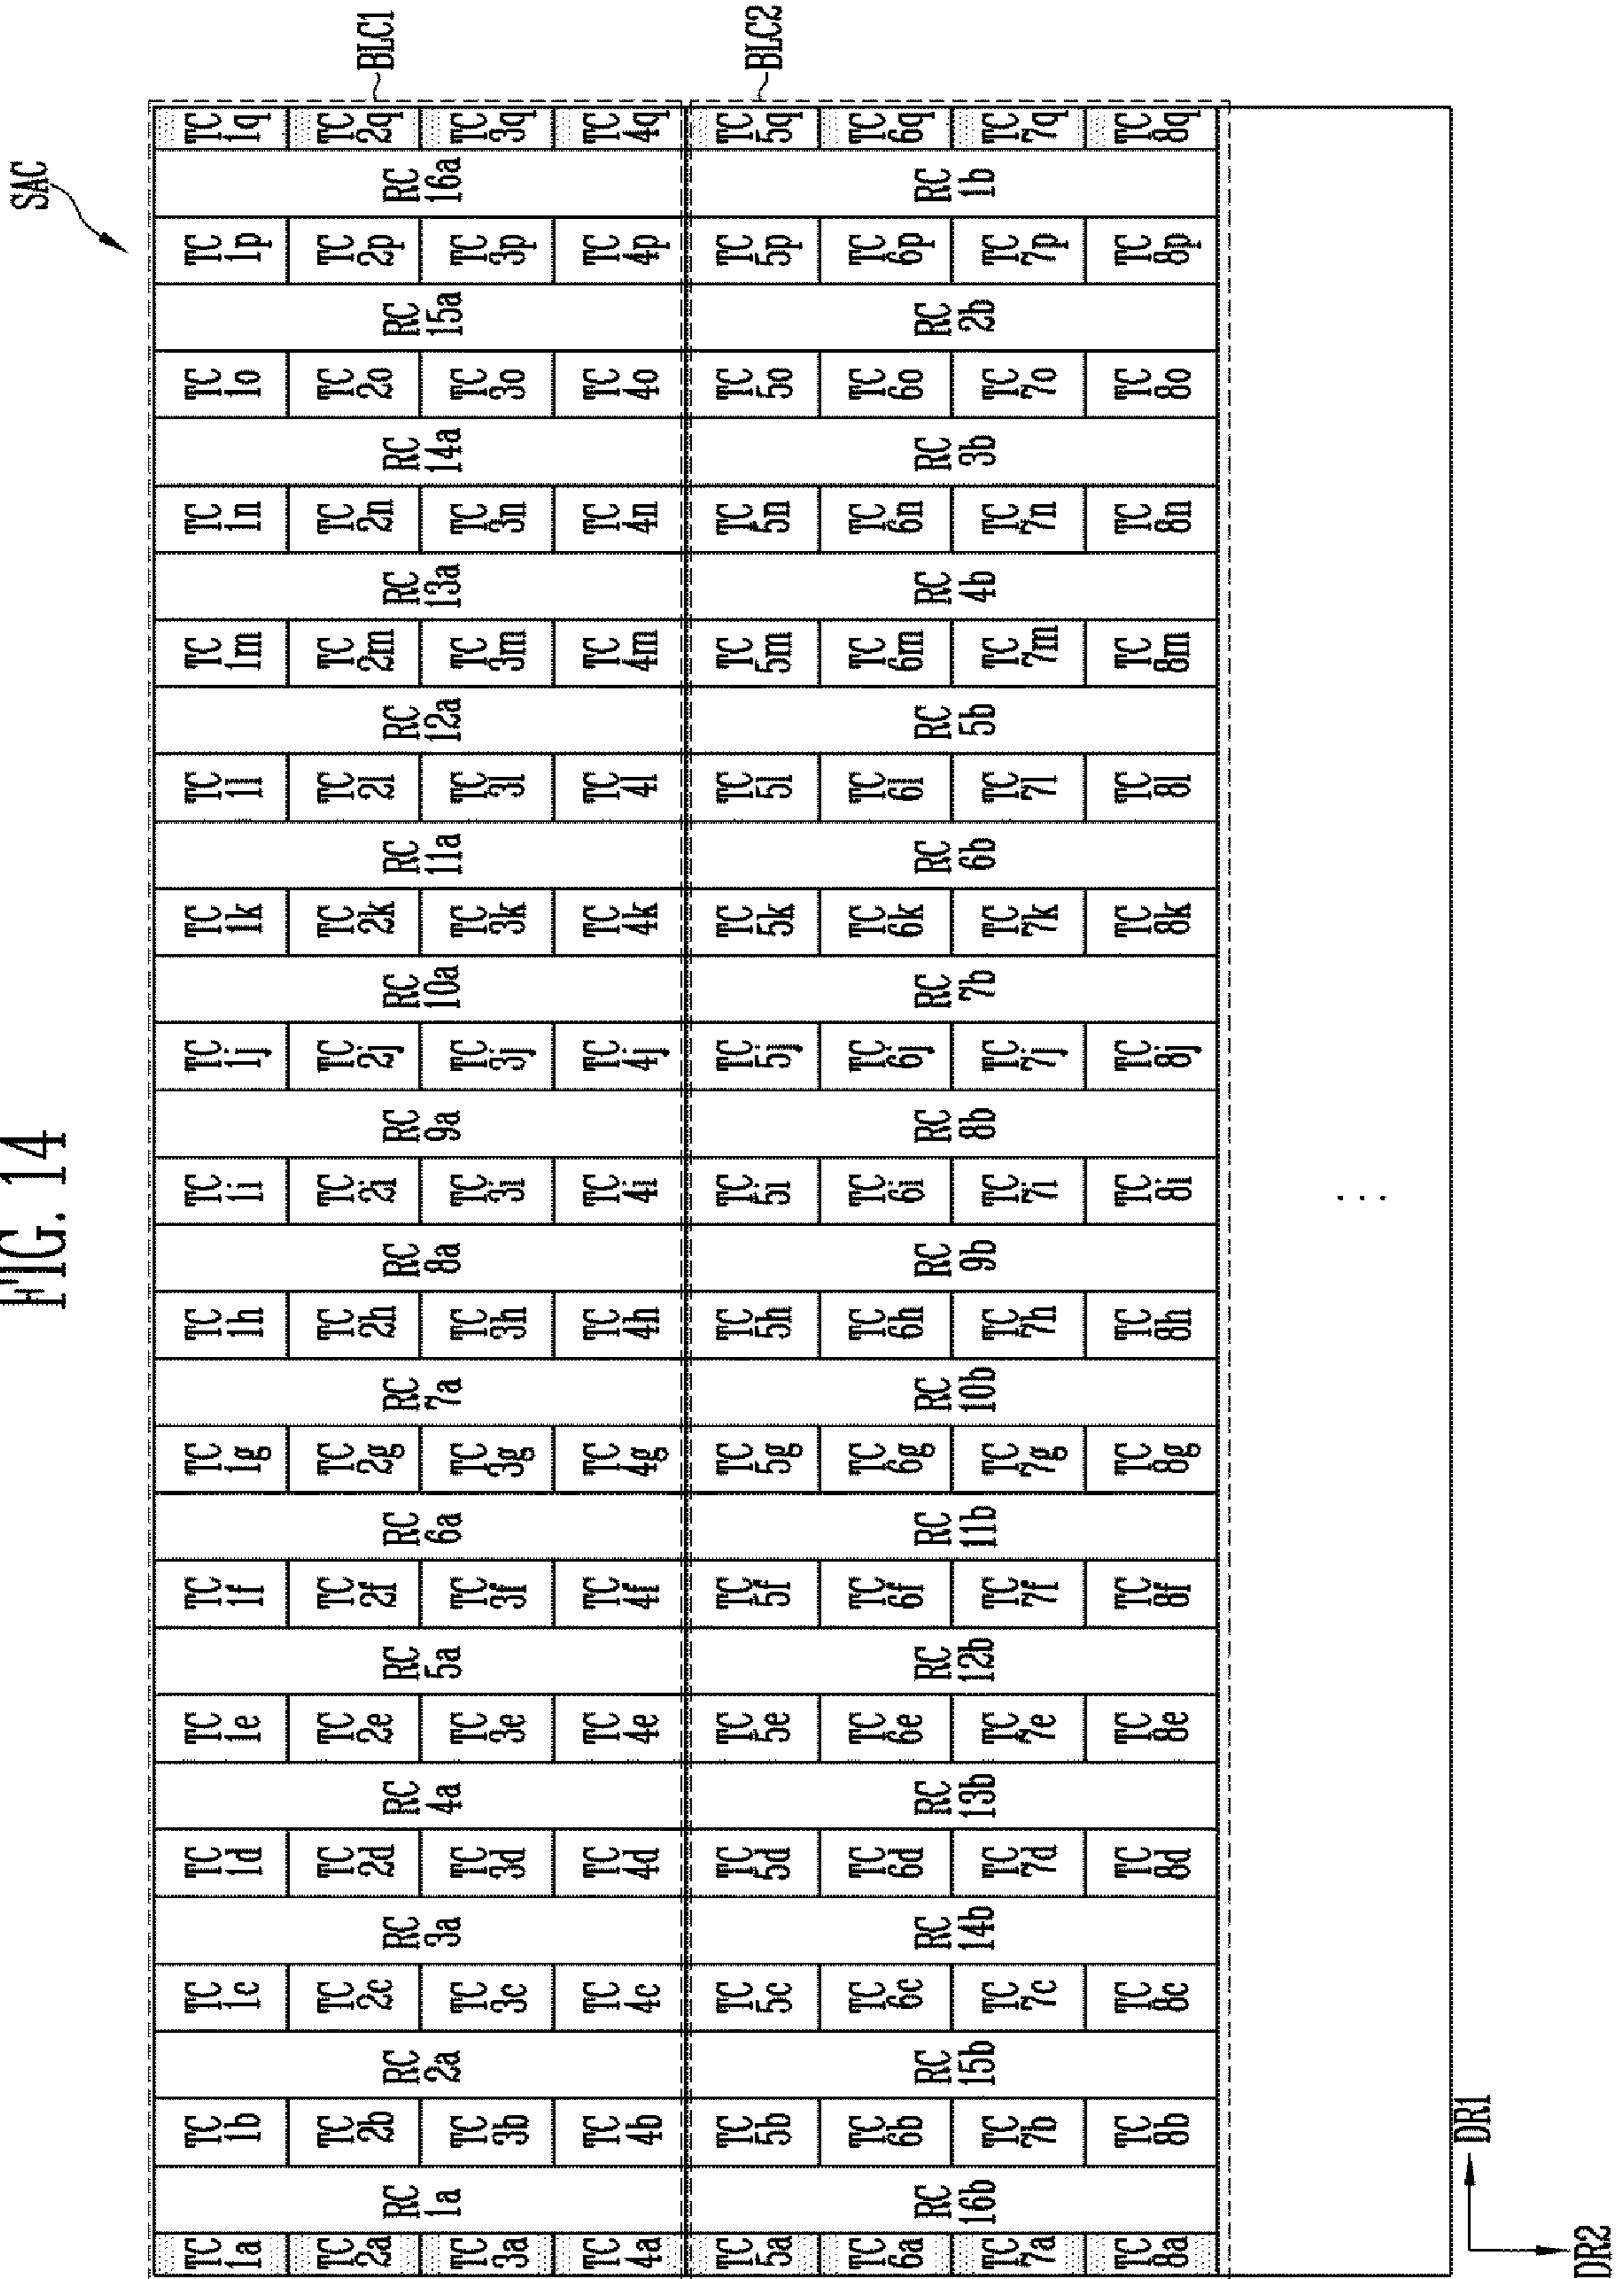 FIG. 14
SAC
TC 1a TC 1b TC 1c TC 1d TC 1e TC 1f TC 1g TC 1h TC 1i TC 1j TC 1k TC 1l TC 1m TC 1n TC 1o TC 1p TC 1q
TC 2a TC 2b TC 2c TC 2d TC 2e TC 2f TC 2g TC 2h TC 2i TC 2j TC 2k TC 2l TC 2m TC 2n TC 2o TC 2p TC 2q
BLC1
RC 1a RC 2a RC 3a RC 4a RC 5a RC 6a RC 7a RC 8a RC 9a RC 10a RC 11a RC 12a RC 13a RC 14a RC 15a RC 16a
TC 3a TC 3b TC 3c TC 3d TC 3e TC 3f TC 3g TC 3h TC 3i TC 3j TC 3k TC 3l TC 3m TC 3n TC 3o TC 3p TC 3q
TC 4a TC 4b TC 4c TC 4d TC 4e TC 4f TC 4g TC 4h TC 4i TC 4j TC 4k TC 4l TC 4m TC 4n TC 4o TC 4p TC 4q
TC 5a TC 5b TC 5c TC 5d TC 5e TC 5f TC 5g TC 5h TC 5i TC 5j TC 5k TC 5l TC 5m TC 5n TC 5o TC 5p TC 5q
BLC2
TC 6a TC 6b TC 6c TC 6d TC 6e TC 6f TC 6g TC 6h TC 6i TC 6j TC 6k TC 6l TC 6m TC 6n TC 6o TC 6p TC 6q
RC 16b RC 15b RC 14b RC 13b RC 12b RC 11b RC 10b RC 9b RC 8b RC 7b RC 6b RC 5b RC 4b RC 3b RC 2b RC 1b
TC 7a TC 7b TC 7c TC 7d TC 7e TC 7f TC 7g TC 7h TC 7i TC 7j TC 7k TC 7l TC 7m TC 7n TC 7o TC 7p TC 7q
TC 8a TC 8b TC 8c TC 8d TC 8e TC 8f TC 8g TC 8h TC 8i TC 8j TC 8k TC 8l TC 8m TC 8n TC 8o TC 8p TC 8q
DR1
DR2